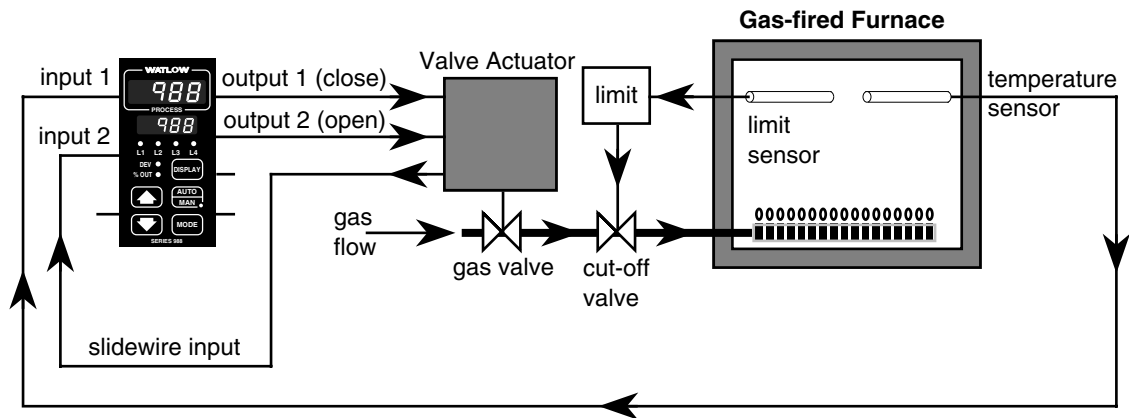 Gas-fired Furnace
input 1
WATLOW
988
PROCESS
988
L1 L2 L3 L4
DEV
% OUT
DISPLAY
AUTO
MAN
MODE
SERIES 988
input 2
output 1 (close)
output 2 (open)
Valve Actuator
limit
limit
sensor
temperature
sensor
gas
flow
gas valve
cut-off
valve
slidewire input